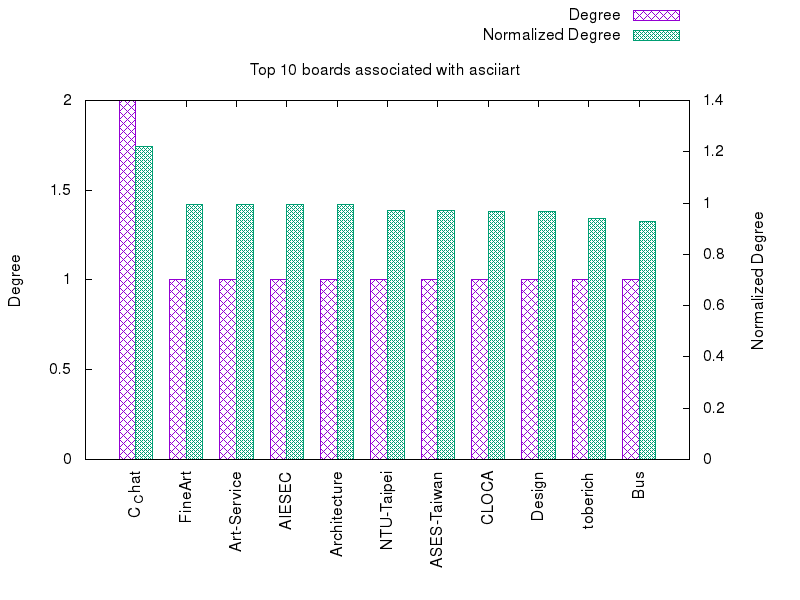 Degree
Normalized Degree
Top 10 boards associated with asciiart
2
1.5
1
0.5
0
1.4
1.2
1
0.8
0.6
0.4
0.2
0
Degree
Normalized Degree
C Chat
FineArt
Art-Service
AIESEC
Architecture
NTU-Taipei
ASES-Taiwan
CLOCA
Design
toberich
Bus